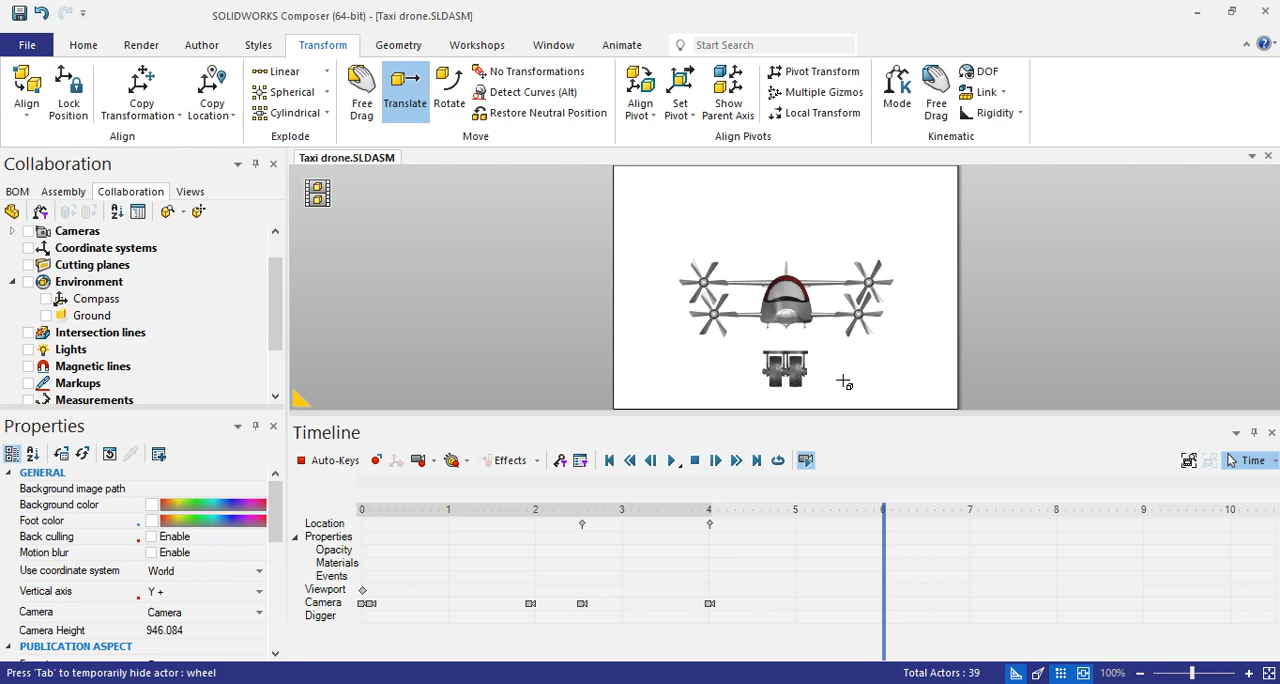 SOLIDWORKS Composer (64-bit) - [Taxi drone.SLDASM]
File Home Render Author Styles Transform Geometry Workshops Window Animate Start Search
Align Lock Position Copy Transformation Copy Location
Linear
Spherical
Cylindrical
Free Drag Translate Rotate
No Transformations
Detect Curves (Alt)
Restore Neutral Position
Align Pivot Set Pivot Show Parent Axis
Pivot Transform
Multiple Gizmos
Local Transform
Mode Free Drag
DOF
Link
Rigidity
Align Explode Move Align Pivots Kinematic
Collaboration
BOM Assembly Collaboration Views
Cameras
Coordinate systems
Cutting planes
Environment
Compass
Ground
Intersection lines
Lights
Magnetic lines
Markups
Measurements
Taxi drone.SLDASM
Properties
GENERAL
Background image path
Background color
Foot color
Back culling Enable
Motion blur Enable
Use coordinate system World
Vertical axis Y +
Camera Camera
Camera Height 946.084
PUBLICATION ASPECT
Timeline
Auto-Keys Effects Time
0 1 2 3 4 5 6 7 8 9 10
Location
Properties
Opacity
Materials
Events
Viewport
Camera
Digger
Press 'Tab' to temporarily hide actor : wheel Total Actors : 39 100%